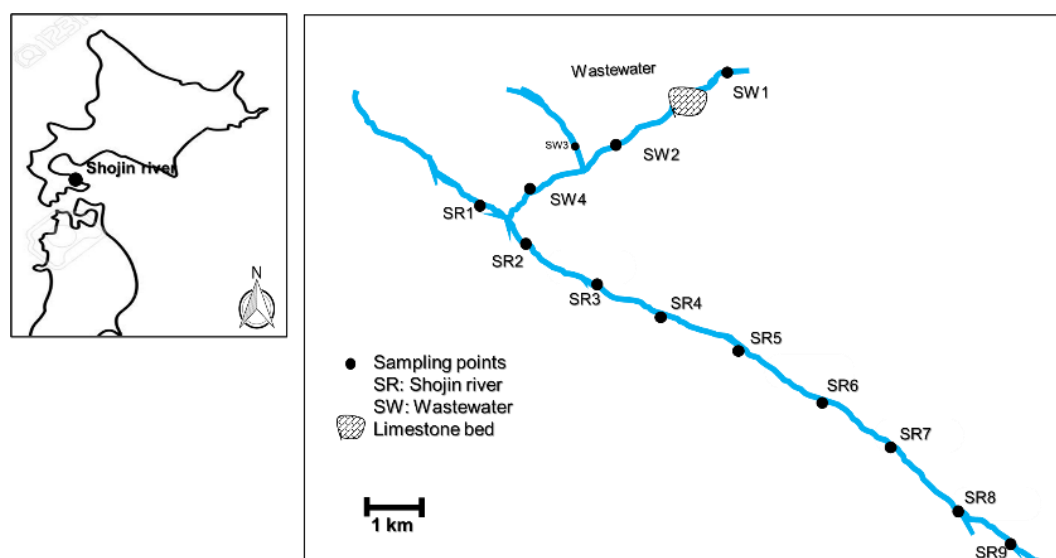 123R
Shojin river
N
Wastewater
SW1
SW2
SW3
SW4
SR1
SR2
SR3
SR4
SR5
SR6
SR7
SR8
SR9
Sampling points
SR: Shojin river
SW: Wastewater
Limestone bed
1 km